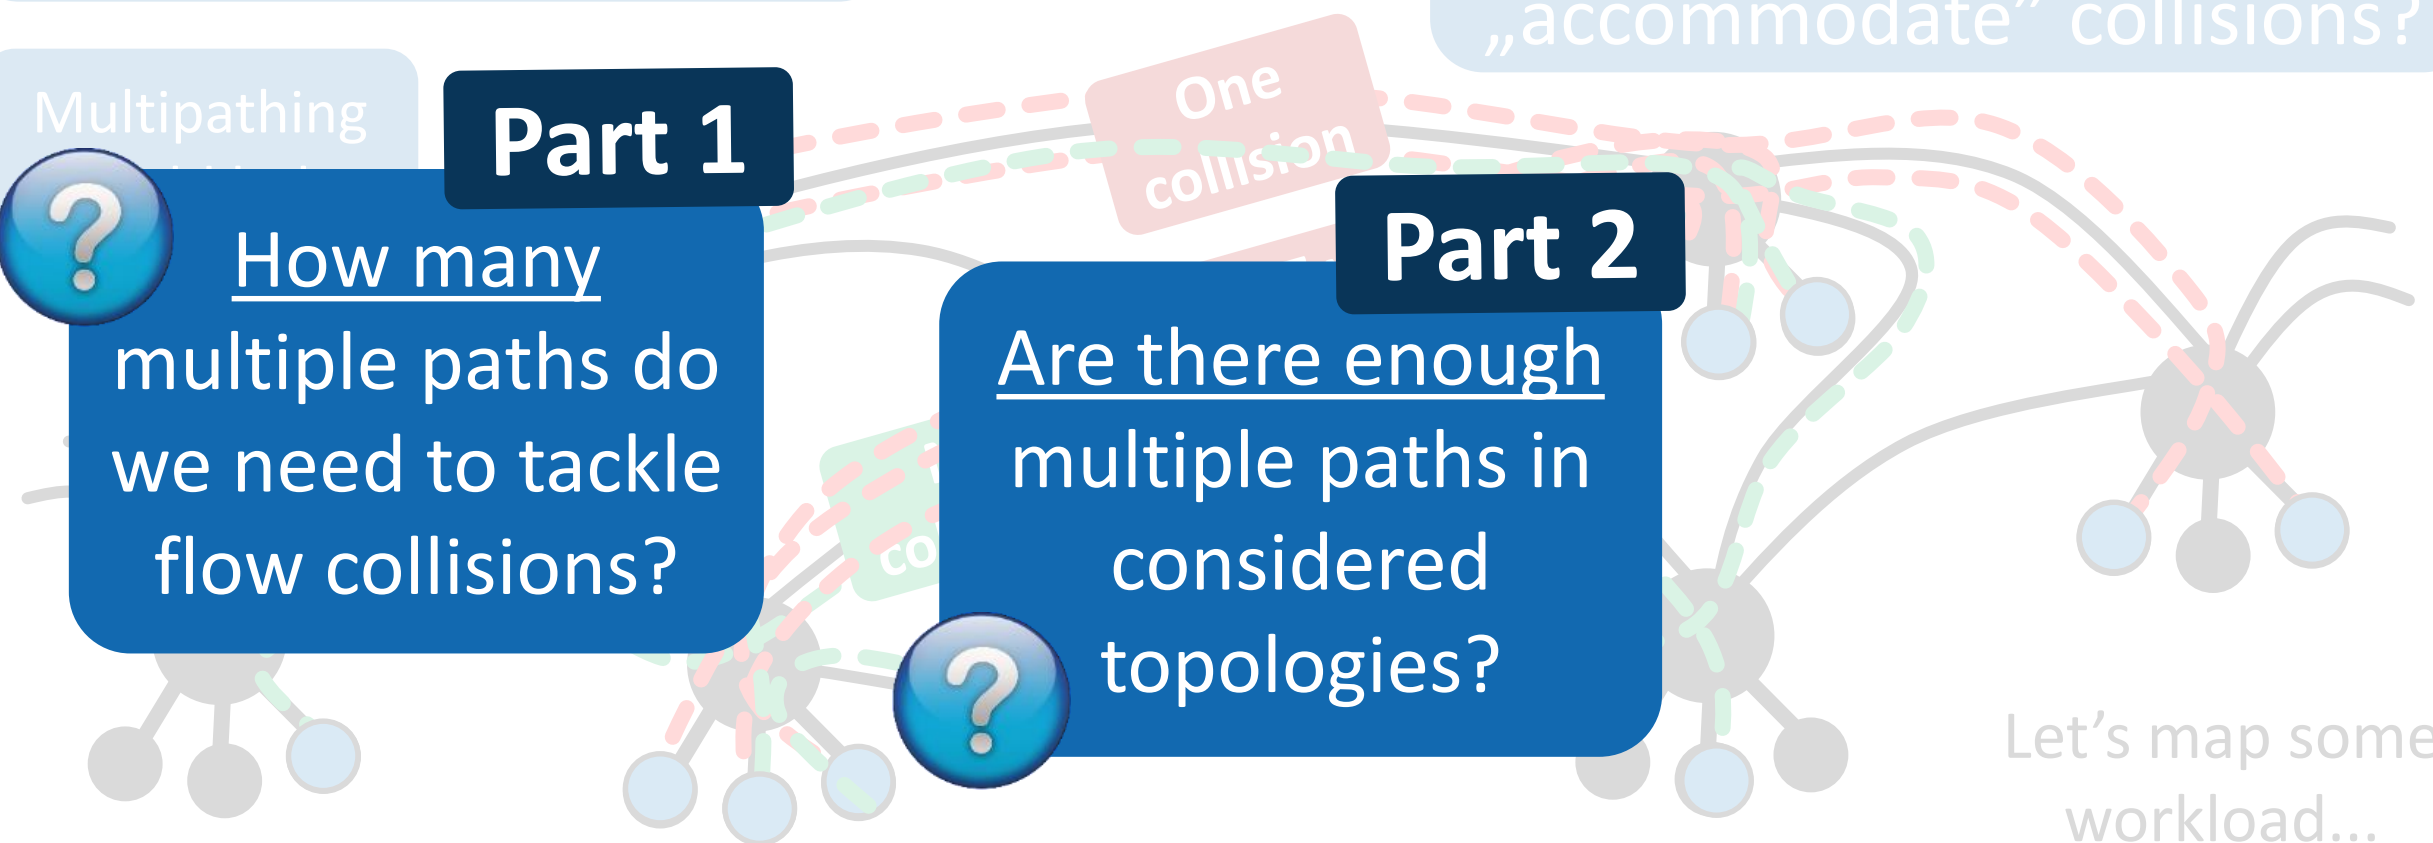 „accommodate” collisions?
Multipathing
One
collision
Part 1
How many
multiple paths do
we need to tackle
flow collisions?
Part 2
Are there enough
multiple paths in
considered
topologies?
Let’s map some
workload...